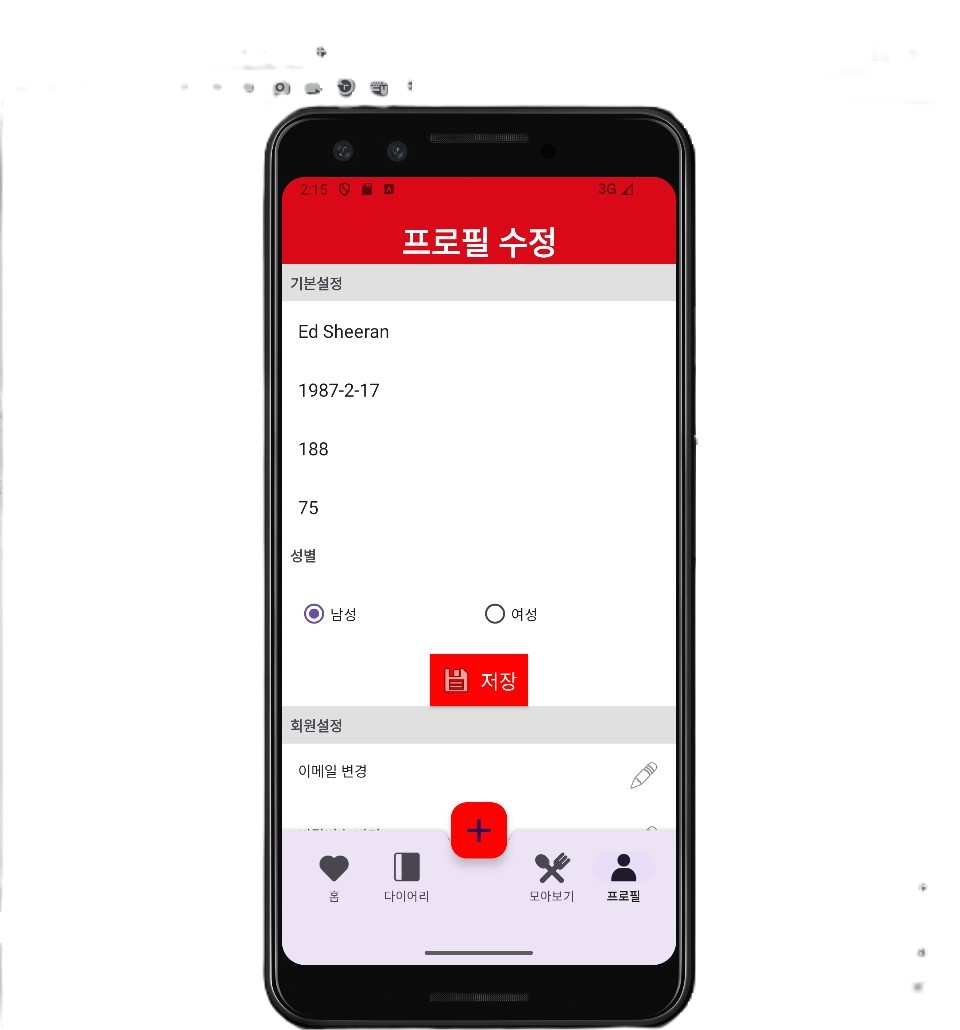 2:15
3G
프로필 수정
기본설정
Ed Sheeran
1987-2-17
188
75
성별
남성 여성
저장
회원설정
이메일 변경
홈 다이어리 모아보기 프로필